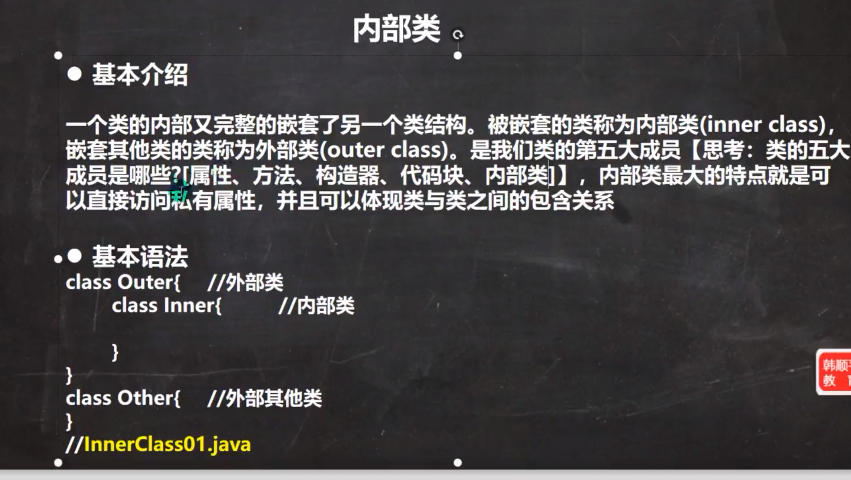 内部类
● 基本介绍
一个类的内部又完整的嵌套了另一个类结构。被嵌套的类称为内部类(inner class)，
嵌套其他类的类称为外部类(outer class)。是我们类的第五大成员【思考：类的五大
成员是哪些?[属性、方法、构造器、代码块、内部类]】，内部类最大的特点就是可
以直接访问私有属性，并且可以体现类与类之间的包含关系
● 基本语法
class Outer{ //外部类
class Inner{ //内部类
}
}
class Other{ //外部其他类
}
//InnerClass01.java
韩顺
教